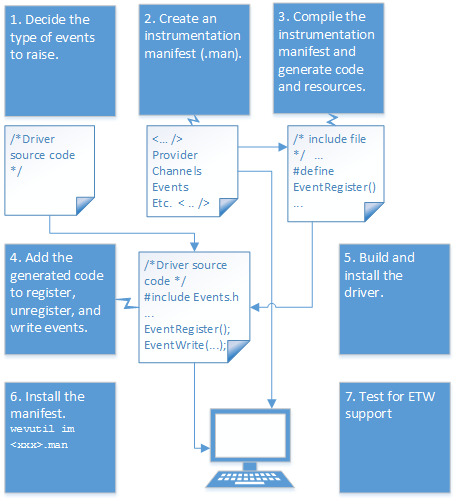 1. Decide the
type of events
to raise.
2. Create an
instrumentation
manifest (.man).
3. Compile the
instrumentation
manifest and
generate code
and resources.
/*Driver
source code
*/
<... />
Provider
Channels
Events
Etc. < .. />
/* include file
*/ ...
#define
EventRegister()
...
4. Add the
generated code
to register,
unregister, and
write events.
/*Driver source
code */
#include Events.h
...
EventRegister();
EventWrite(...);
5. Build and
install the
driver.
6. Install the
manifest.
wevutil im
<xxx>.man
7. Test for ETW
support